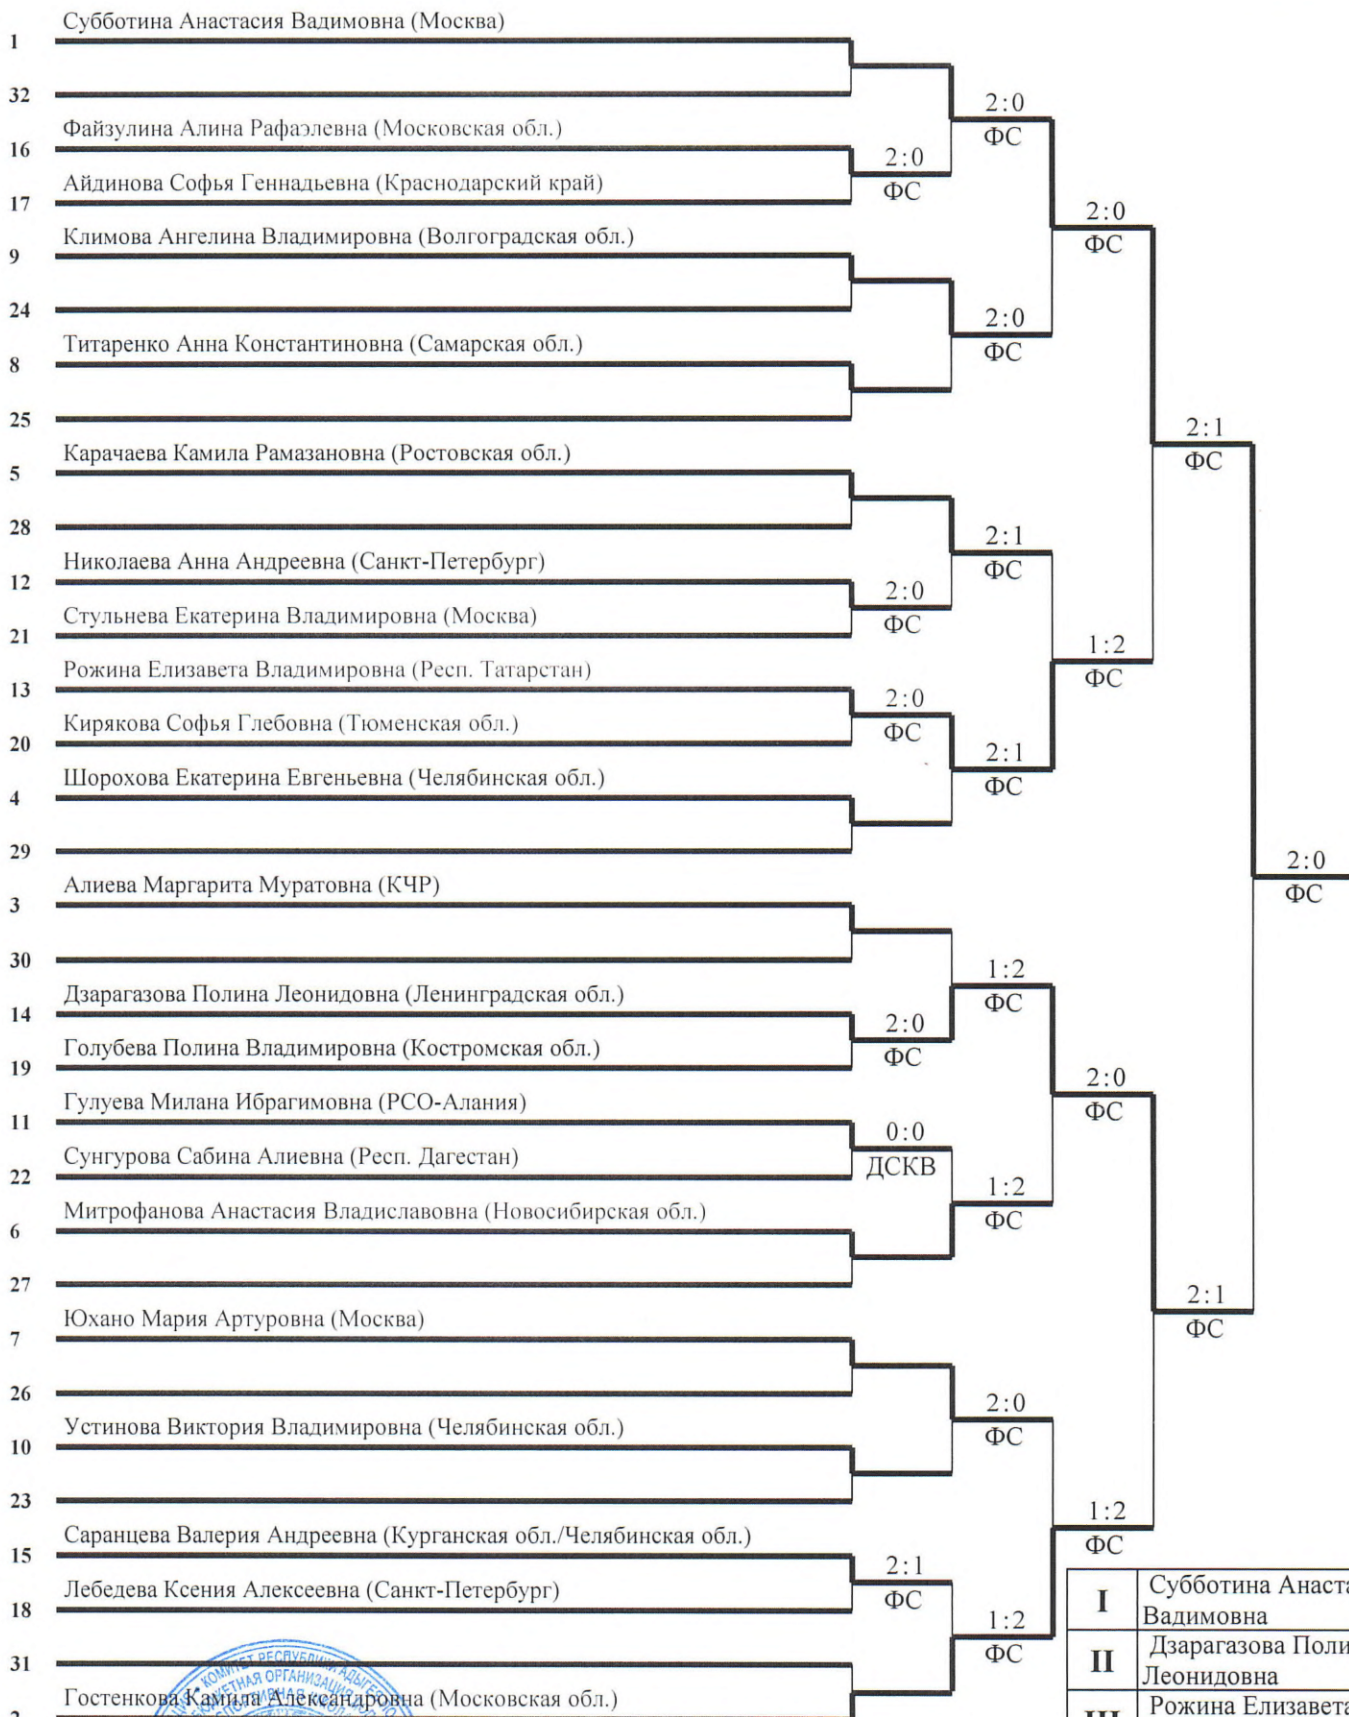 Субботина Анастасия Вадимовна (Москва)
1
32
2:0
ФС
Файзулина Алина Рафаэлевна (Московская обл.)
16
2:0
ФС
Айдинова Софья Геннадьевна (Краснодарский край)
17
2:0
ФС
Климова Ангелина Владимировна (Волгоградская обл.)
9
24
2:0
ФС
Титаренко Анна Константиновна (Самарская обл.)
8
25
2:1
ФС
Карачаева Камила Рамазановна (Ростовская обл.)
5
28
2:1
ФС
Николаева Анна Андреевна (Санкт-Петербург)
12
2:0
ФС
Стульнева Екатерина Владимировна (Москва)
21
1:2
ФС
Рожина Елизавета Владимировна (Респ. Татарстан)
13
2:0
ФС
Кирякова Софья Глебовна (Тюменская обл.)
20
2:1
ФС
Шорохова Екатерина Евгеньевна (Челябинская обл.)
4
29
2:0
ФС
Алиева Маргарита Муратовна (КЧР)
3
30
1:2
ФС
Дзарагазова Полина Леонидовна (Ленинградская обл.)
14
2:0
ФС
Голубева Полина Владимировна (Костромская обл.)
19
2:0
ФС
Гулуева Милана Ибрагимовна (РСО-Алания)
11
0:0
ДСКВ
Сунгурова Сабина Алиевна (Респ. Дагестан)
22
1:2
ФС
Митрофанова Анастасия Владиславовна (Новосибирская обл.)
6
27
2:1
ФС
Юхано Мария Артуровна (Москва)
7
26
2:0
ФС
Устинова Виктория Владимировна (Челябинская обл.)
10
23
1:2
ФС
Саранцева Валерия Андреевна (Курганская обл./Челябинская обл.)
15
2:1
ФС
Лебедева Ксения Алексеевна (Санкт-Петербург)
18
1:2
ФС
31
Гостенкова Камила Александровна (Московская обл.)
2
I Субботина Анаста
Вадимовна
II Дзарагазова Поли
Леонидовна
III Рожина Елизавета
КОМИТЕТ РЕСПУБЛИКИ АДЫГЕЯ ПО
БЮДЖЕТНАЯ ОРГАНИЗАЦИЯ